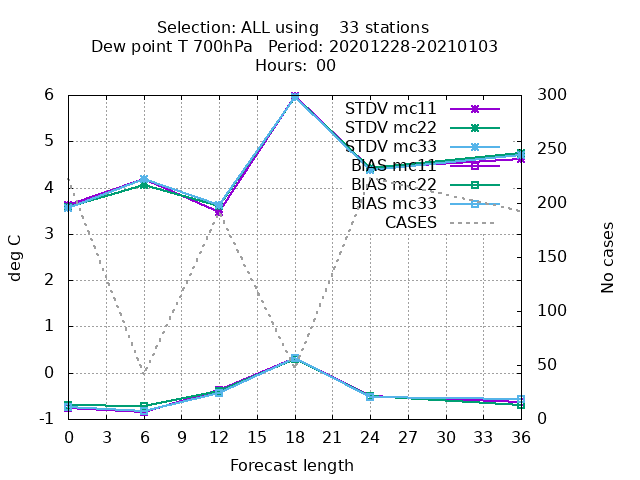 Selection: ALL using    33 stations
Dew point T 700hPa   Period: 20201228-20210103
Hours: 00
6 300
STDV mc11
STDV mc22
5 250
STDV mc33
BIAS mc11
4 200
BIAS mc22
BIAS mc33
CASES
3 150
deg C
No cases
2
1 100
0 50
-1 0
0 3 6 9 12 15 18 21 24 27 30 33 36
Forecast length